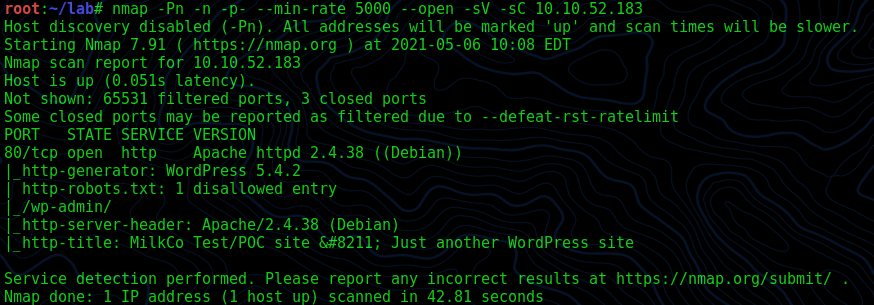 root:~/lab# nmap -Pn -n -p- --min-rate 5000 --open -sV -sC 10.10.52.183
Host discovery disabled (-Pn). All addresses will be marked 'up' and scan times will be slower.
Starting Nmap 7.91 ( https://nmap.org ) at 2021-05-06 10:08 EDT
Nmap scan report for 10.10.52.183
Host is up (0.051s latency).
Not shown: 65531 filtered ports, 3 closed ports
Some closed ports may be reported as filtered due to --defeat-rst-ratelimit
PORT   STATE SERVICE VERSION
80/tcp open  http    Apache httpd 2.4.38 ((Debian))
|_http-generator: WordPress 5.4.2
| http-robots.txt: 1 disallowed entry
|_/wp-admin/
|_http-server-header: Apache/2.4.38 (Debian)
|_http-title: MilkCo Test/POC site &#8211; Just another WordPress site

Service detection performed. Please report any incorrect results at https://nmap.org/submit/ .
Nmap done: 1 IP address (1 host up) scanned in 42.81 seconds